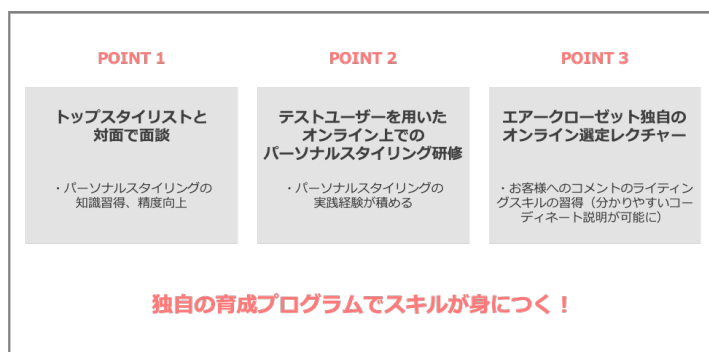 POINT 1
トップスタイリストと
対面で面談
・パーソナルスタイリングの
知識習得、精度向上
POINT 2
テストユーザーを用いた
オンライン上での
パーソナルスタイリング研修
・パーソナルスタイリングの
実践経験が積める
POINT 3
エアークローゼット独自の
オンライン選定レクチャー
・お客様へのコメントのライティン
グスキルの習得（分かりやすいコー
ディネート説明が可能に）
独自の育成プログラムでスキルが身につく！